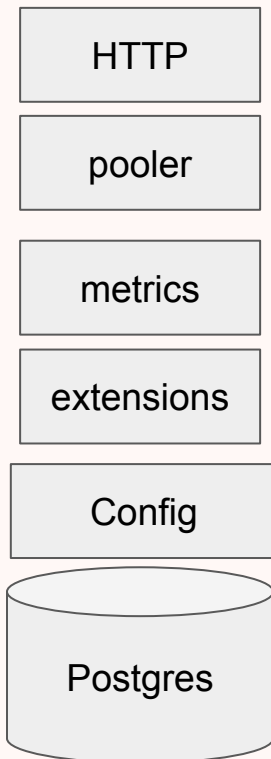 HTTP
pooler
metrics
extensions
Config
Postgres